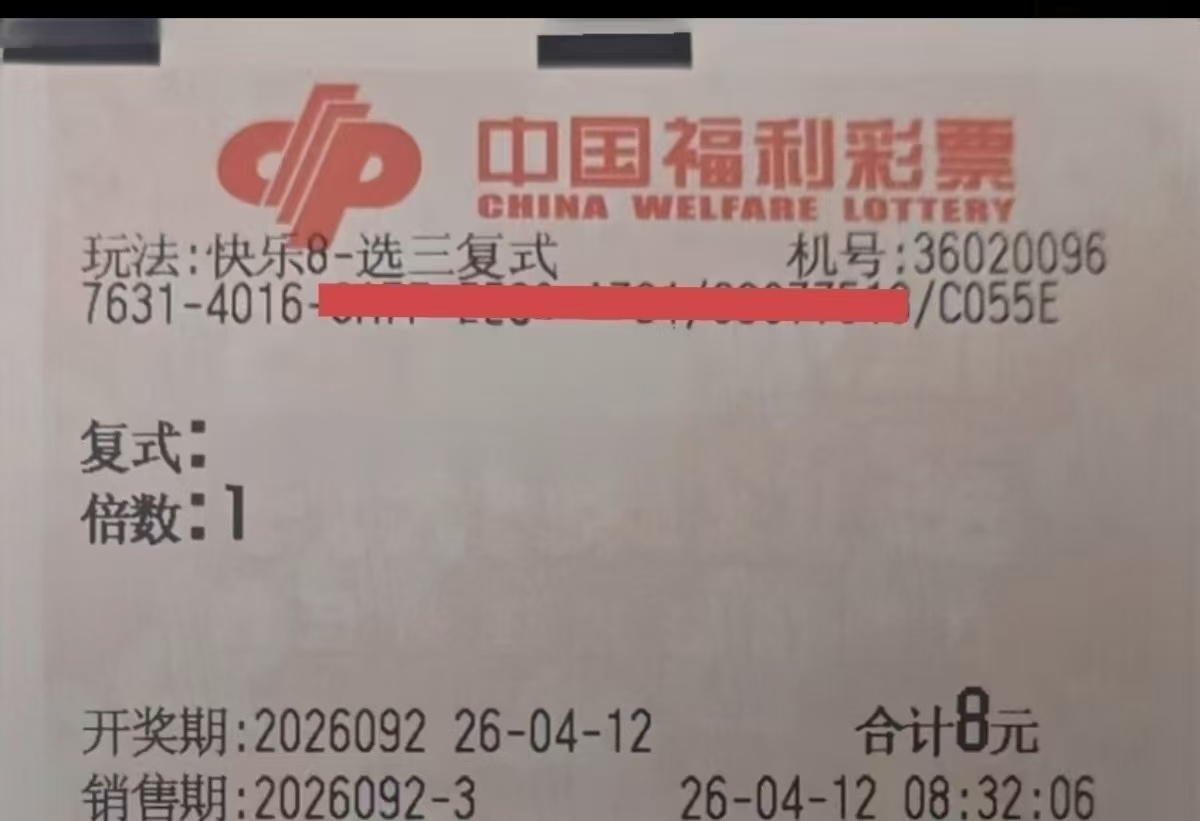 中国福利彩票
CHINA WELFARE LOTTERY
玩法:快乐8-选三复式 机号:36020096
7631-4016- /C055E
复式:
倍数:1
开奖期:2026092 26-04-12 合计8元
销售期:2026092-3 26-04-12 08:32:06